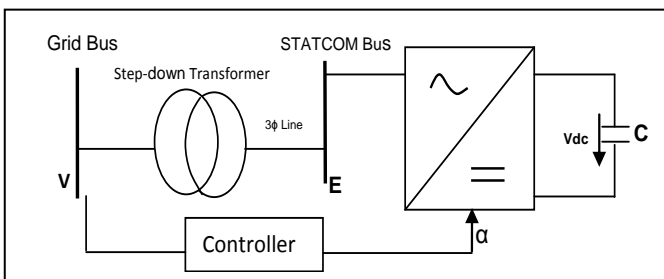 Grid Bus
STATCOM Bus
Step-down Transformer
3ϕ Line
Vdc
C
V
E
α
Controller